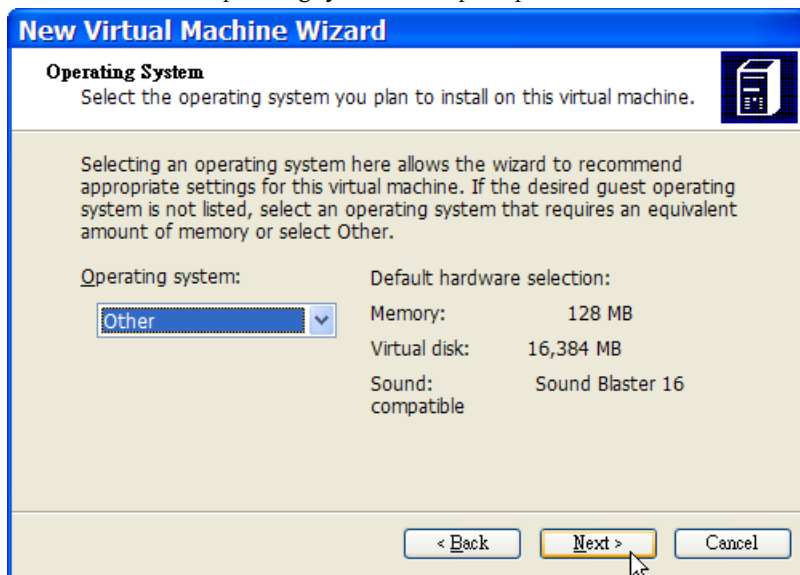 New Virtual Machine Wizard
Operating System
Select the operating system you plan to install on this virtual machine.
Selecting an operating system here allows the wizard to recommend
appropriate settings for this virtual machine. If the desired guest operating
system is not listed, select an operating system that requires an equivalent
amount of memory or select Other.
Operating system:
Other
Default hardware selection:
Memory: 128 MB
Virtual disk: 16,384 MB
Sound: Sound Blaster 16
compatible
< Back Next > Cancel